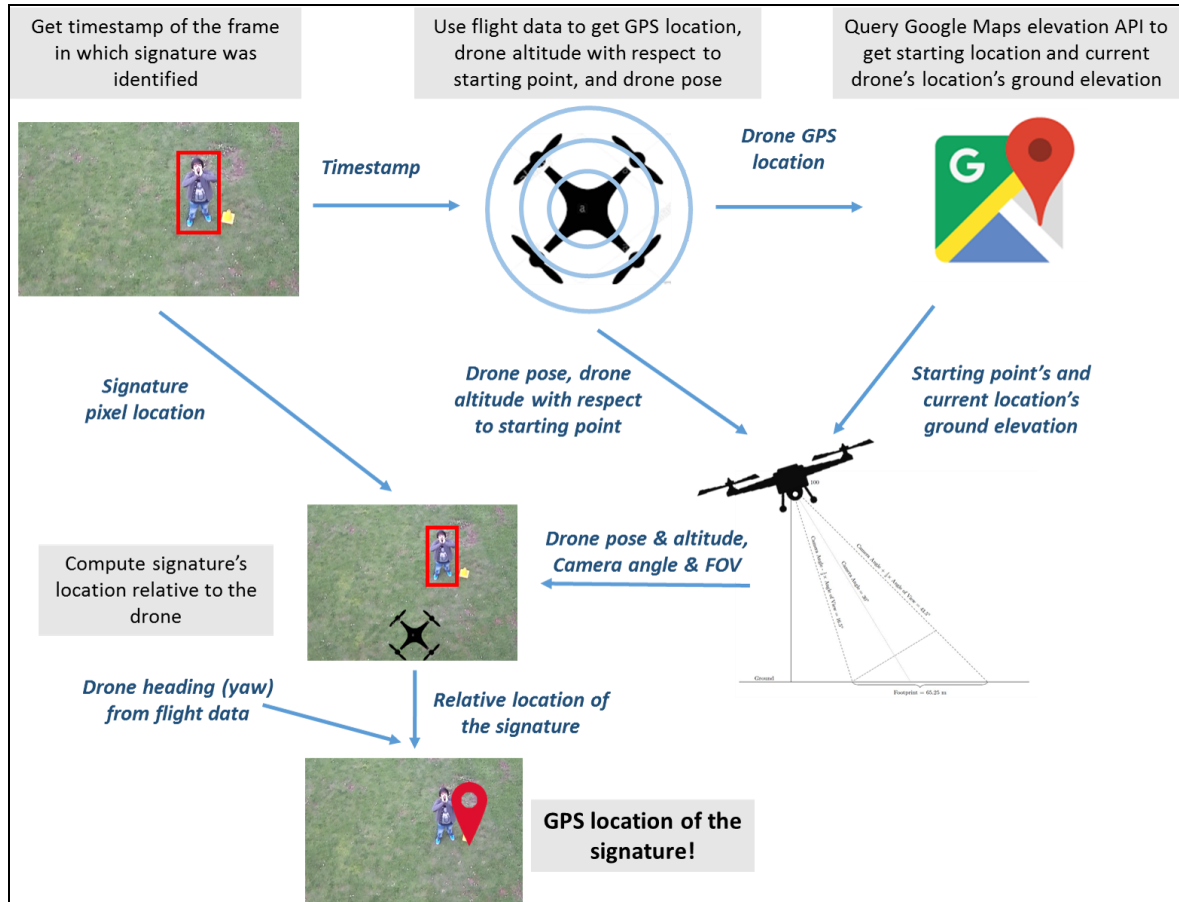 Get timestamp of the frame
in which signature was
identified
Use flight data to get GPS location,
drone altitude with respect to
starting point, and drone pose
Query Google Maps elevation API to
get starting location and current
drone's location's ground elevation
Timestamp
Drone GPS
location
G
a
Signature
pixel location
Drone pose, drone
altitude with respect
to starting point
Starting point's and
current location's
ground elevation
100
Compute signature's
location relative to the
drone
Drone pose & altitude,
Camera angle & FOV
Ground
Footprint = 65.25 m
Drone heading (yaw)
from flight data
Relative location of
the signature
GPS location of the
signature!